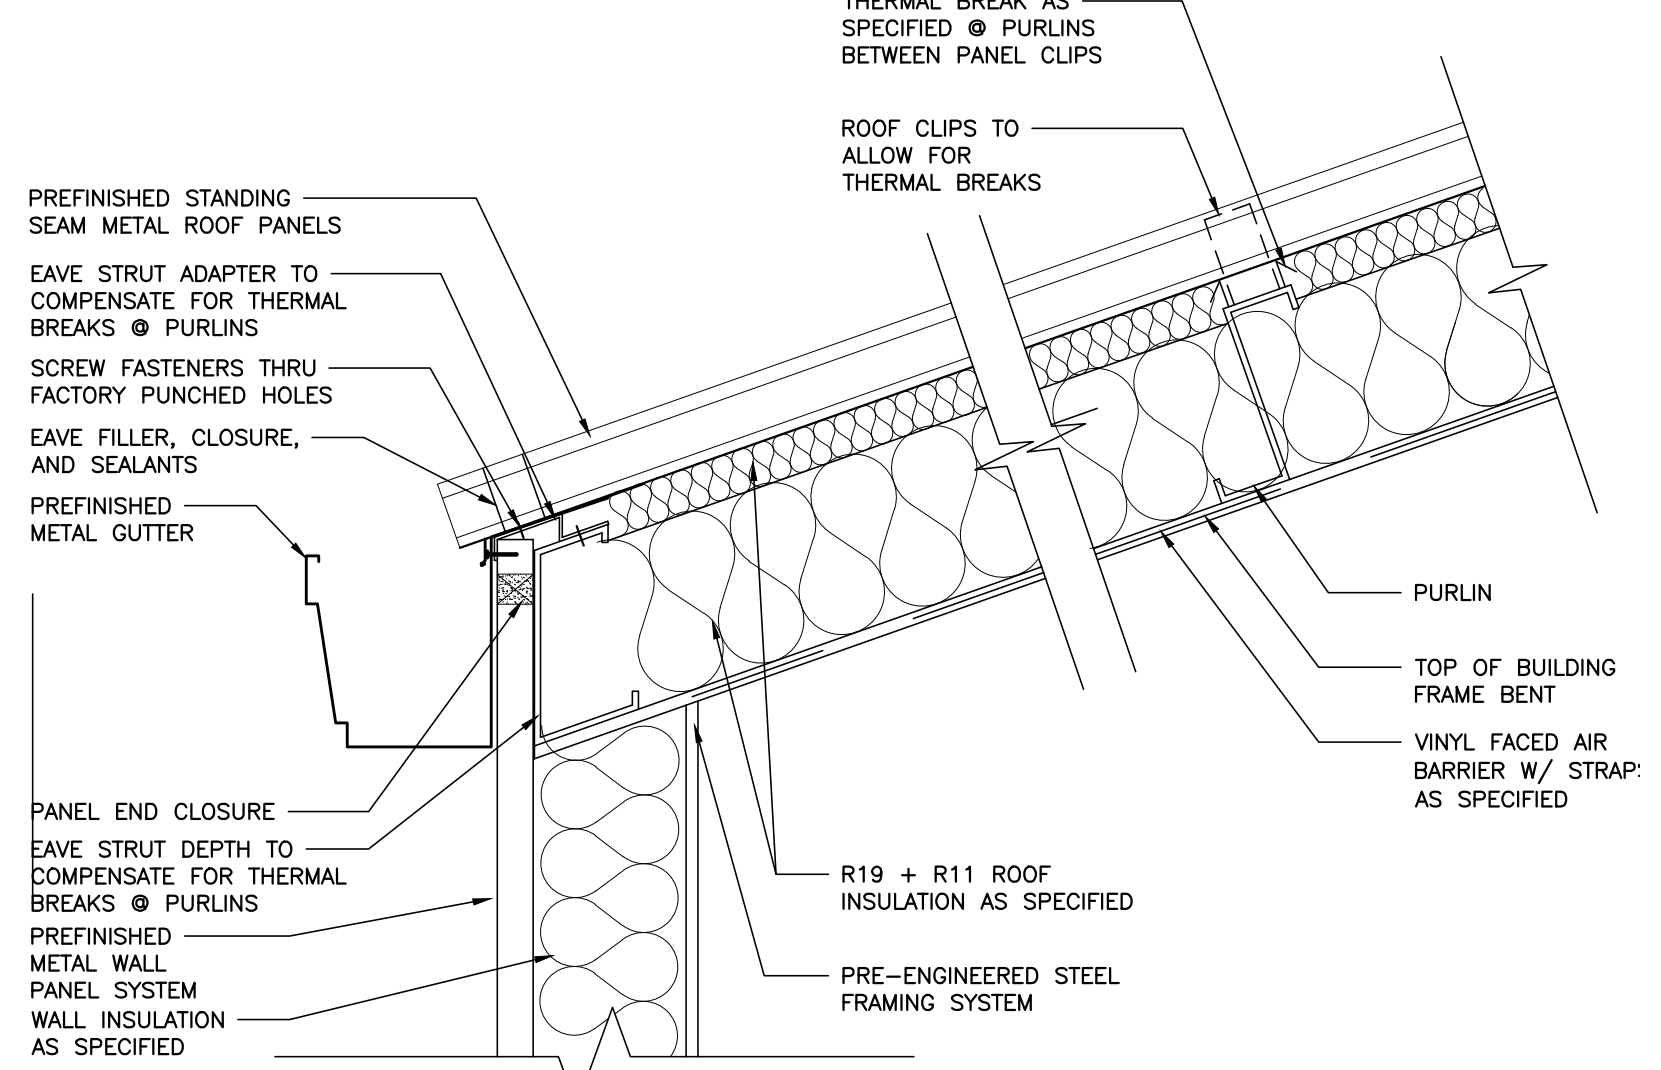 THERMAL BREAK AS
SPECIFIED @ PURLINS
BETWEEN PANEL CLIPS
ROOF CLIPS TO
ALLOW FOR
THERMAL BREAKS
PREFINISHED STANDING
SEAM METAL ROOF PANELS
EAVE STRUT ADAPTER TO
COMPENSATE FOR THERMAL
BREAKS @ PURLINS
SCREW FASTENERS THRU
FACTORY PUNCHED HOLES
EAVE FILLER, CLOSURE,
AND SEALANTS
PREFINISHED
METAL GUTTER
PANEL END CLOSURE
EAVE STRUT DEPTH TO
COMPENSATE FOR THERMAL
BREAKS @ PURLINS
PREFINISHED
METAL WALL
PANEL SYSTEM
WALL INSULATION
AS SPECIFIED
R19 + R11 ROOF
INSULATION AS SPECIFIED
PRE-ENGINEERED STEEL
FRAMING SYSTEM
PURLIN
TOP OF BUILDING
FRAME BENT
VINYL FACED AIR
BARRIER W/ STRAPS
AS SPECIFIED